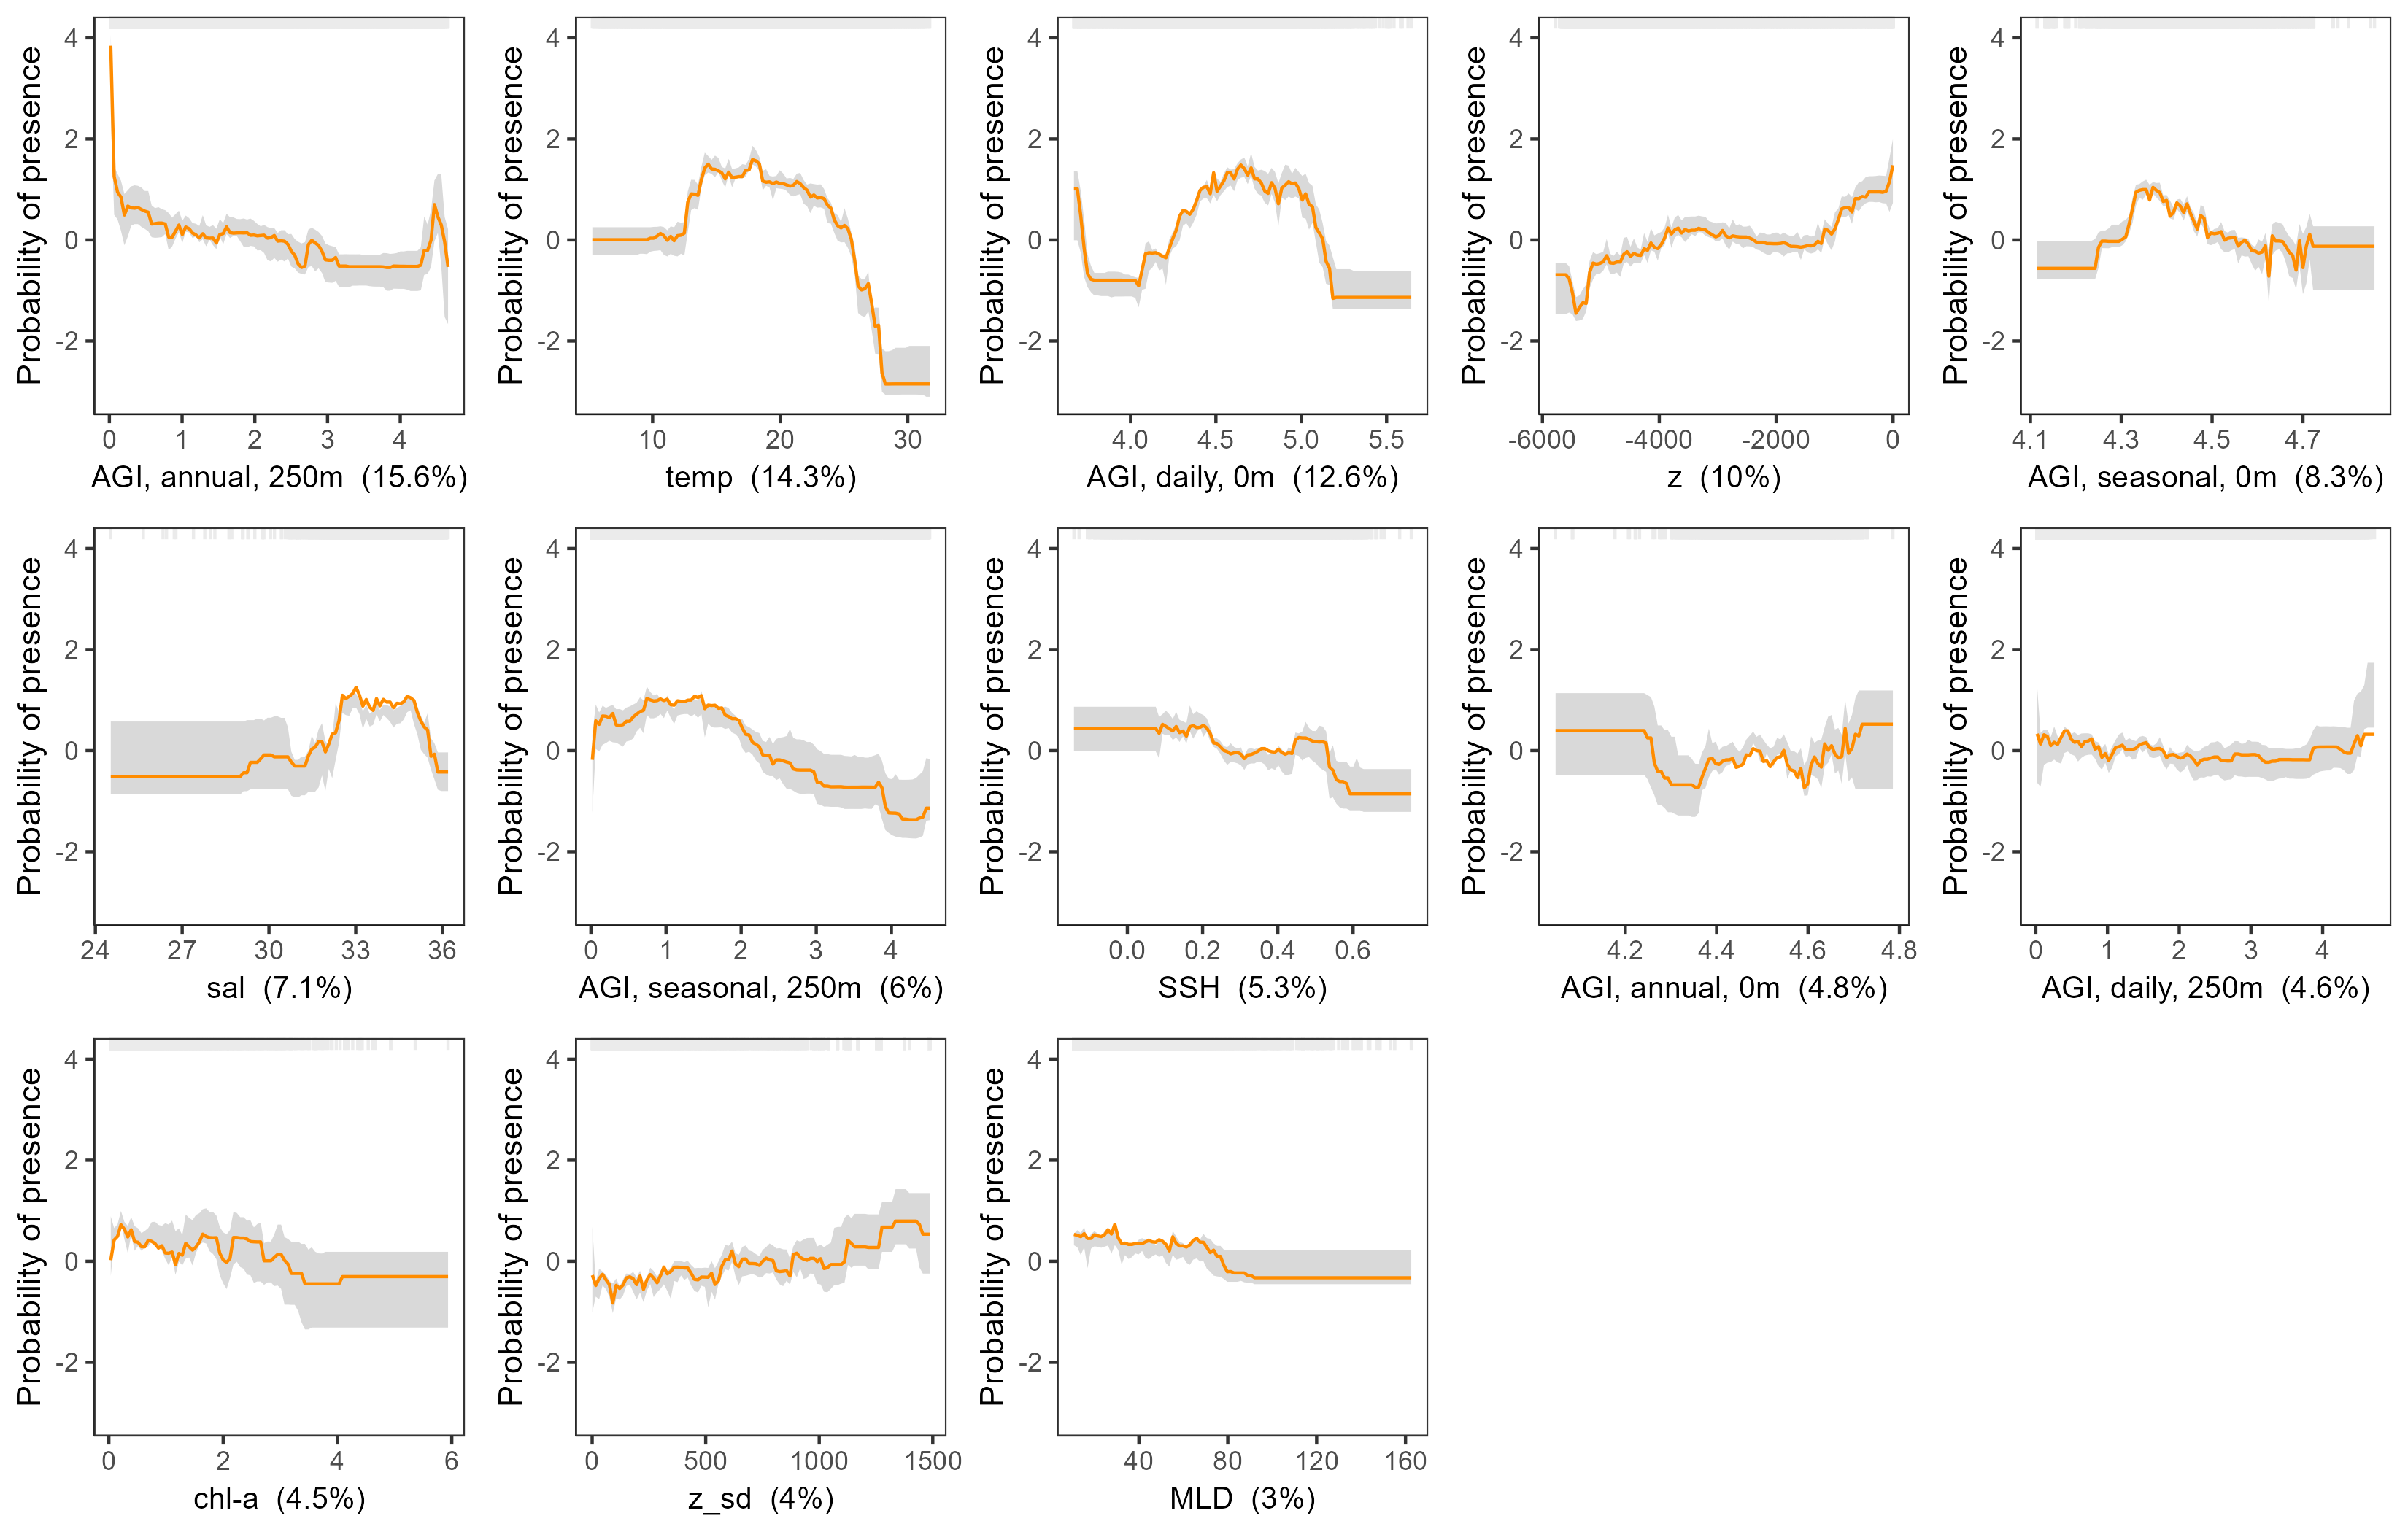 Probability of presence
4
2
0
-2
0 1 2 3 4
AGI, annual, 250m (15.6%)
Probability of presence
4
2
0
-2
10 20 30
temp (14.3%)
Probability of presence
4
2
0
-2
4.0 4.5 5.0 5.5
AGI, daily, 0m (12.6%)
Probability of presence
4
2
0
-2
-6000 -4000 -2000 0
z (10%)
Probability of presence
4
2
0
-2
4.1 4.3 4.5 4.7
AGI, seasonal, 0m (8.3%)
Probability of presence
4
2
0
-2
24 27 30 33 36
sal (7.1%)
Probability of presence
4
2
0
-2
0 1 2 3 4
AGI, seasonal, 250m (6%)
Probability of presence
4
2
0
-2
0.0 0.2 0.4 0.6
SSH (5.3%)
Probability of presence
4
2
0
-2
4.2 4.4 4.6 4.8
AGI, annual, 0m (4.8%)
Probability of presence
4
2
0
-2
0 1 2 3 4
AGI, daily, 250m (4.6%)
Probability of presence
4
2
0
-2
0 2 4 6
chl-a (4.5%)
Probability of presence
4
2
0
-2
0 500 1000 1500
z_sd (4%)
Probability of presence
4
2
0
-2
40 80 120 160
MLD (3%)